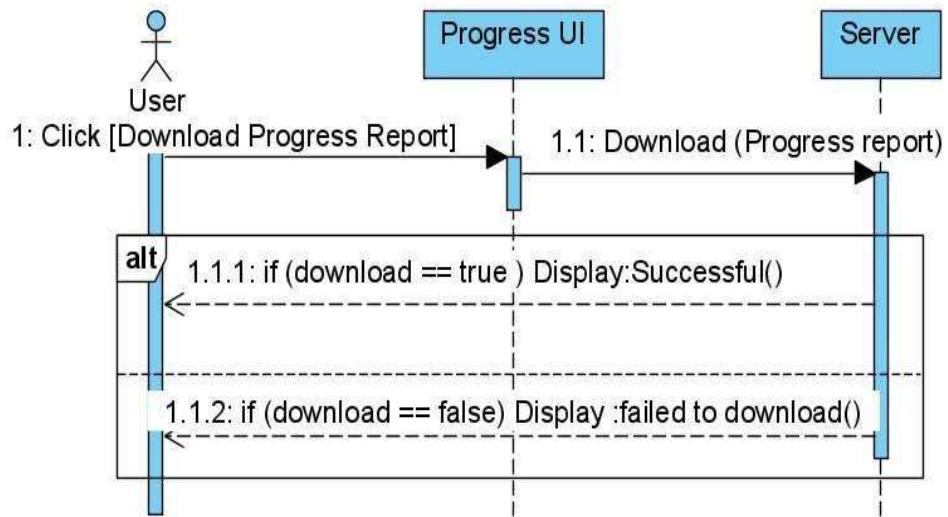 Progress UI
Server
User
1: Click [Download Progress Report]
1.1: Download (Progress report)
alt
1.1.1: if (download == true ) Display:Successful()
1.1.2: if (download == false) Display :failed to download()